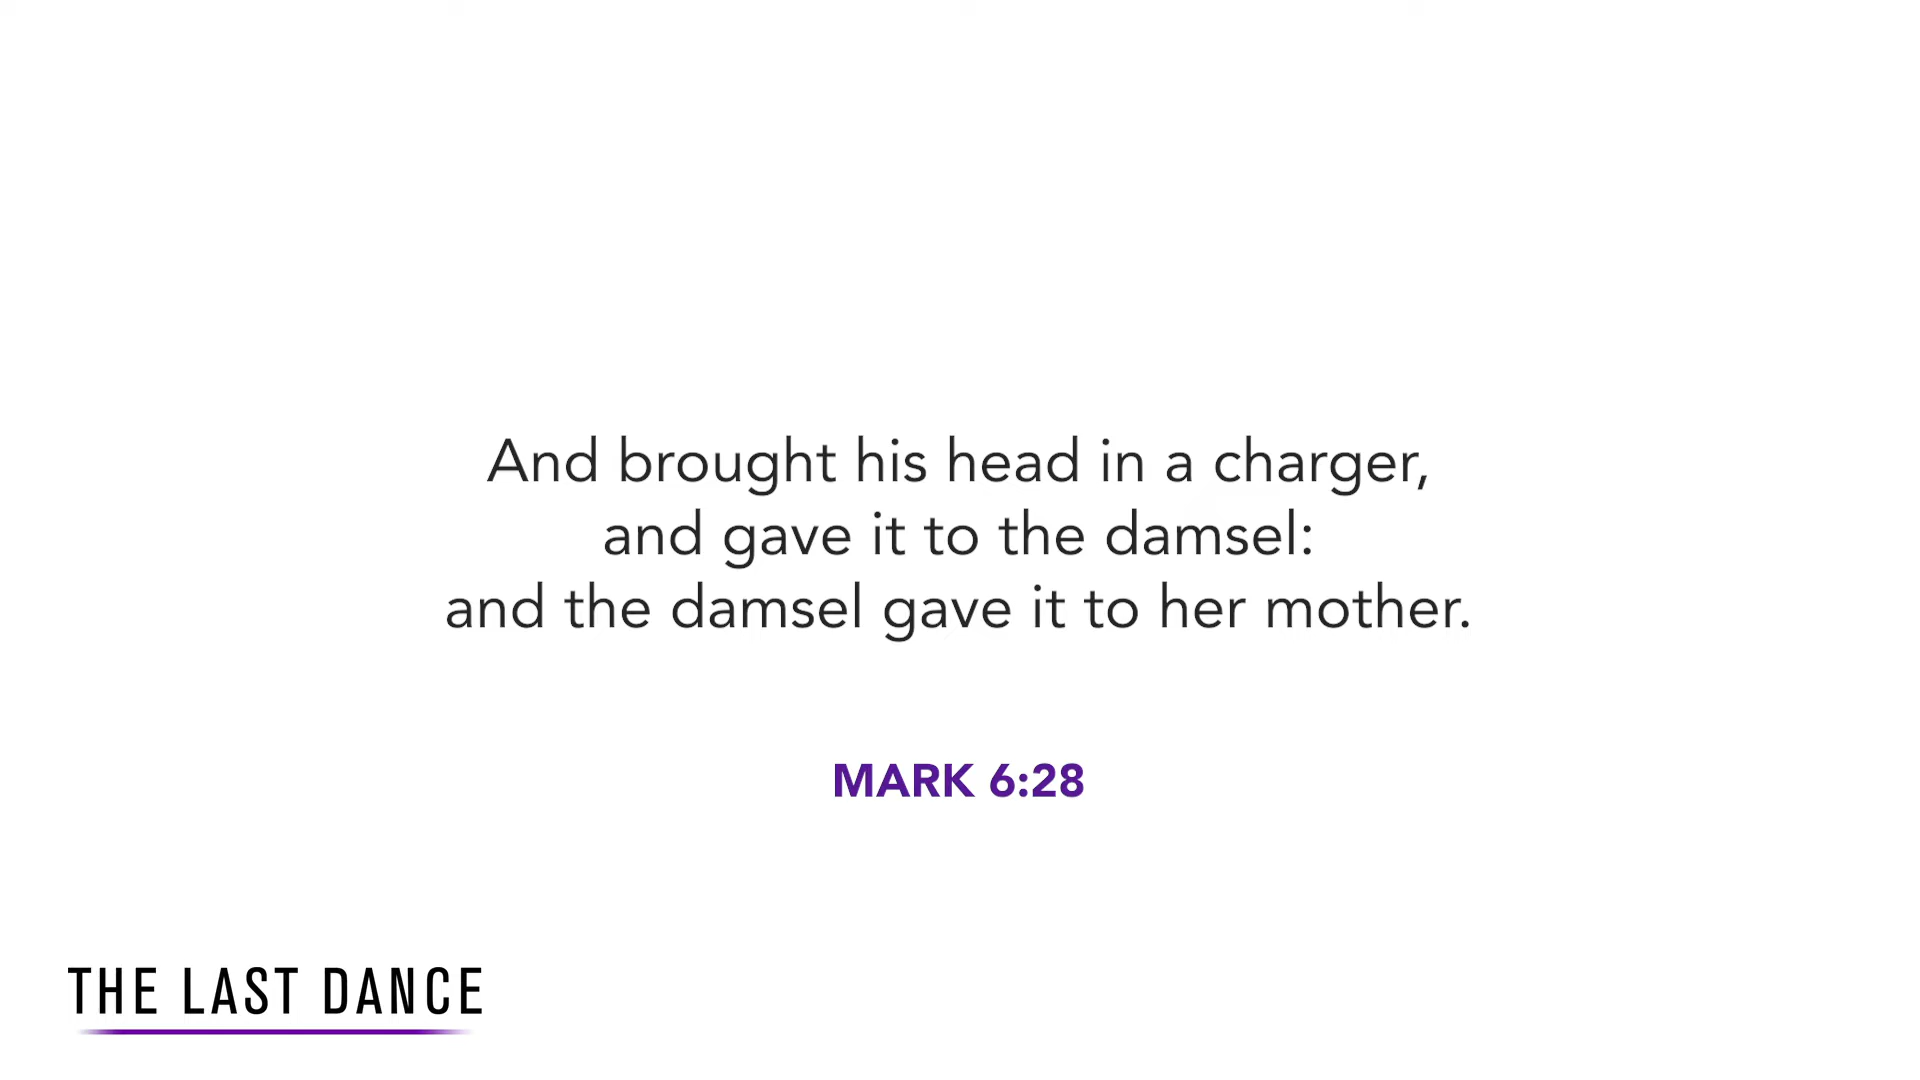 And brought his head in a charger,
and gave it to the damsel:
and the damsel gave it to her mother.
MARK 6:28
THE LAST DANCE